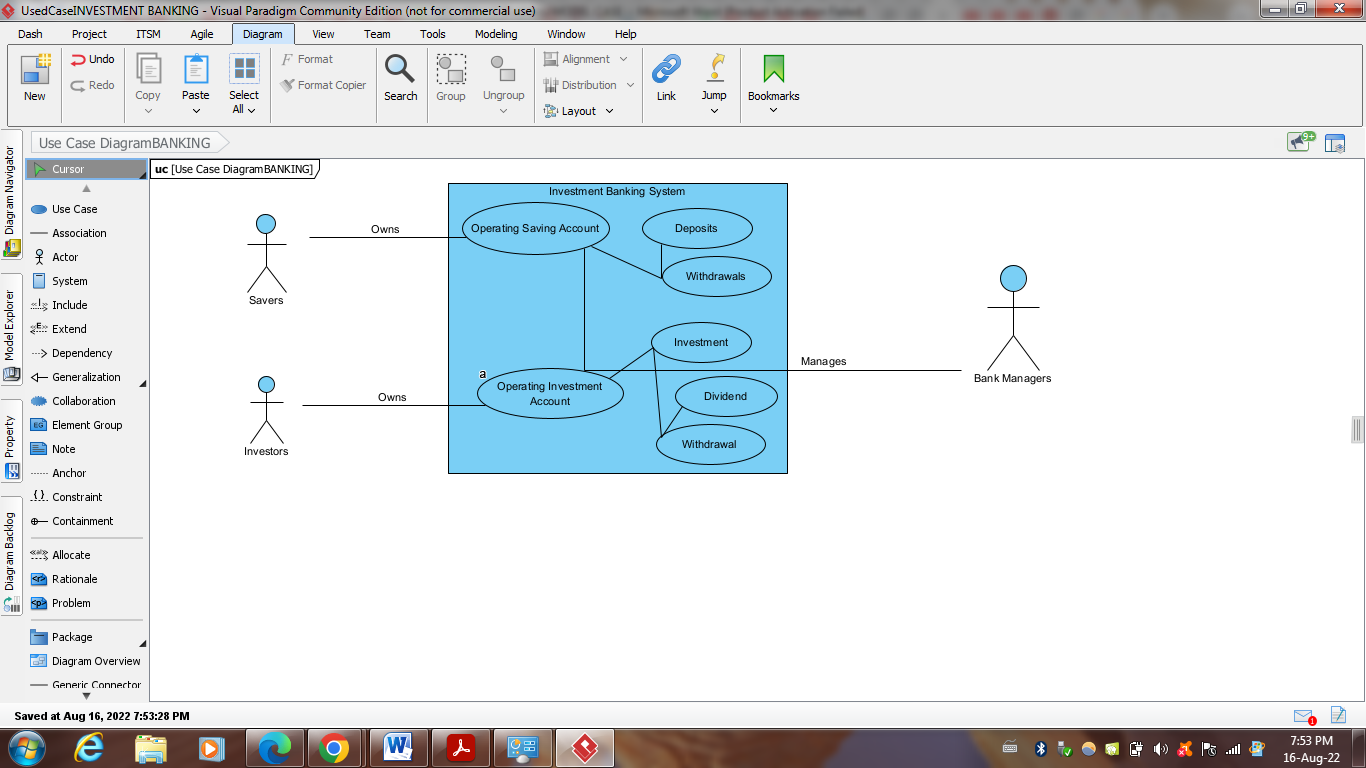 UsedCaseINVESTMENT BANKING - Visual Paradigm Community Edition (not for commercial use)
Dash Project ITSM Agile Diagram View Team Tools Modeling Window Help
New
Undo
Redo
Copy
Paste
Select
All
Format
Format Copier
Search
Group
Ungroup
Alignment
Distribution
Layout
Link
Jump
Bookmarks
Use Case DiagramBANKING
9+
Diagram Navigator
Model Explorer
Property
Diagram Backlog
Cursor
Use Case
Association
Actor
System
Include
Extend
Dependency
Generalization
Collaboration
EG Element Group
Note
Anchor
Constraint
Containment
Allocate
Rationale
Problem
Package
Diagram Overview
Generic Connector
uc [Use Case DiagramBANKING]
Investment Banking System
Savers
Owns
Operating Saving Account
Deposits
Withdrawals
Investors
Owns
a
Operating Investment
Account
Investment
Dividend
Withdrawal
Manages
Bank Managers
Saved at Aug 16, 2022 7:53:28 PM
1
7:53 PM
16-Aug-22